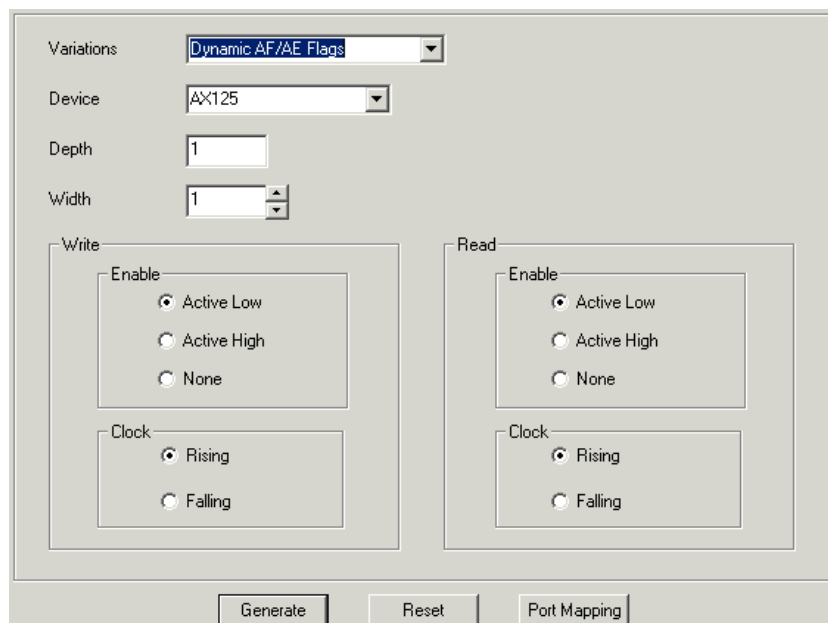 Variations Dynamic AF/AE Flags
Device AX125
Depth 1
Width 1
Write
Enable
Active Low
Active High
None
Clock
Rising
Falling
Read
Enable
Active Low
Active High
None
Clock
Rising
Falling
Generate Reset Port Mapping